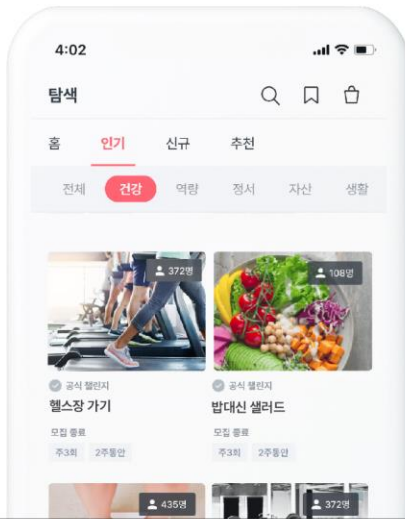 4:02
탐색
홈 인기 신규 추천
전체 건강 역량 정서 자산 생활
372명 108명
공식 챌린지 공식 챌린지
헬스장 가기 밥대신 샐러드
모집 종료 모집 종료
주3회 2주동안 주3회 2주동안
435명 372명